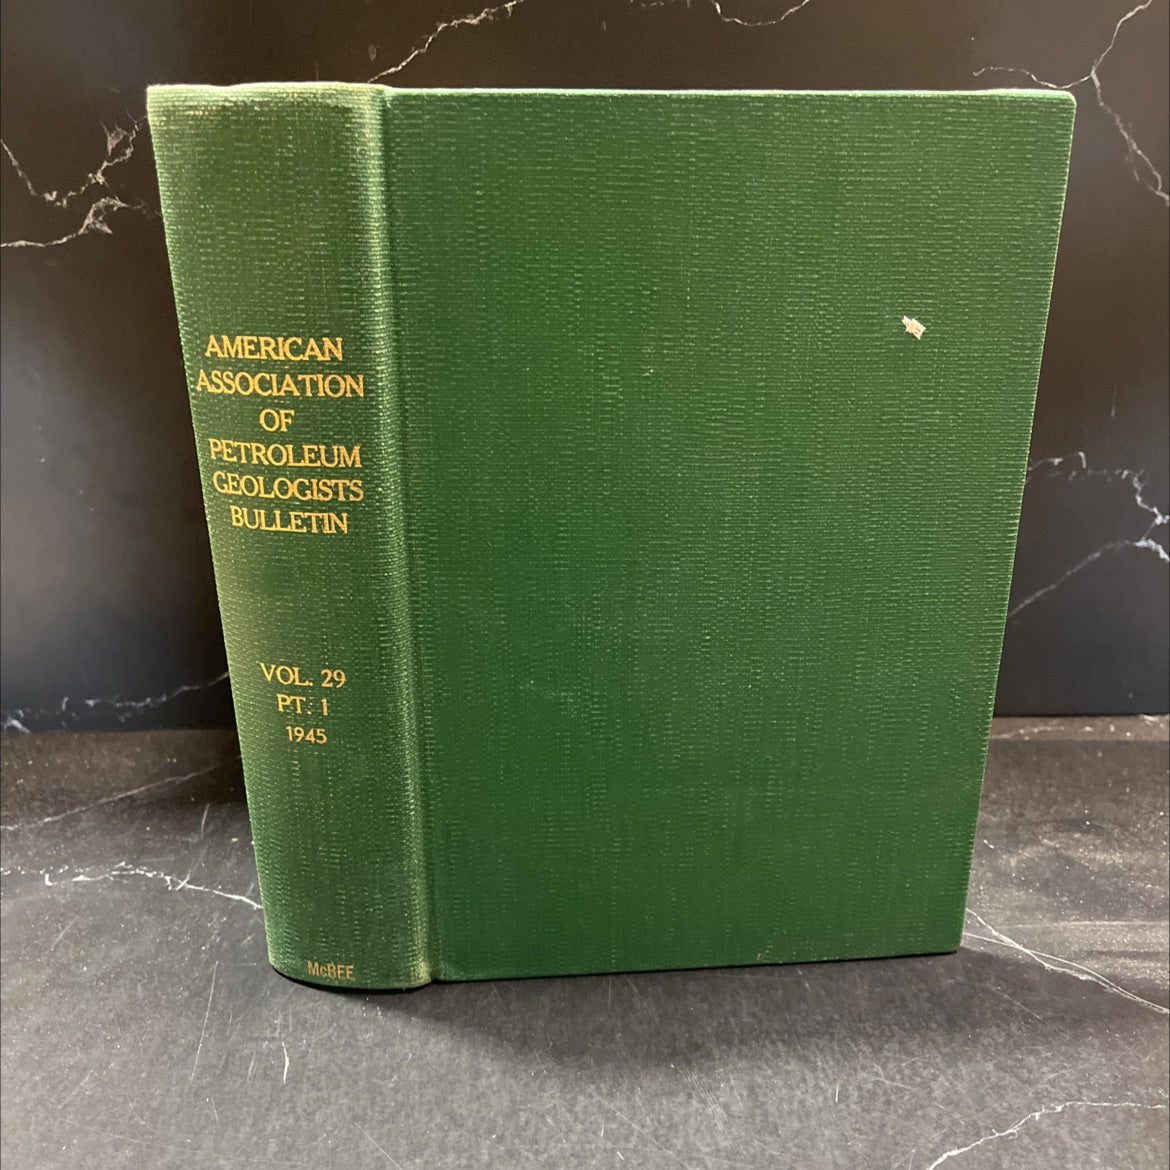 AMERICAN
ASSOCIATION
OF
PETROLEUM
GEOLOGISTS
BULLETIN
VOL. 29
PT. 1
1945
McBEE